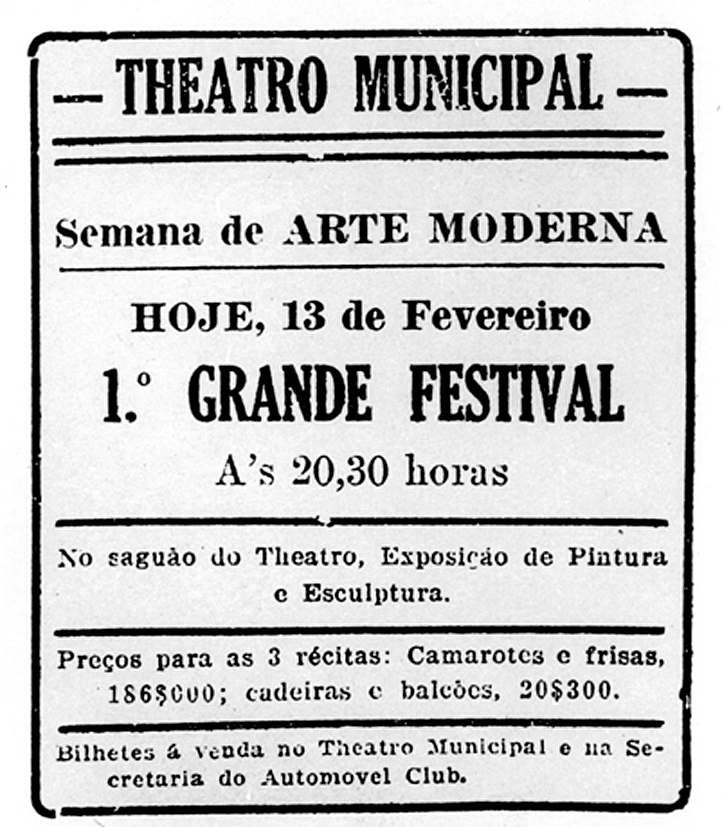 — THEATRO MUNICIPAL —
Semana de ARTE MODERNA
HOJE, 13 de Fevereiro
1.º GRANDE FESTIVAL
A's 20,30 horas
No saguão do Theatro, Exposição de Pintura
e Esculptura.
Preços para as 3 récitas: Camarotes e frisas,
186$000; cadeiras e balcões, 20$300.
Bilhetes á venda no Theatro Municipal e na Se-
cretaria do Automovel Club.